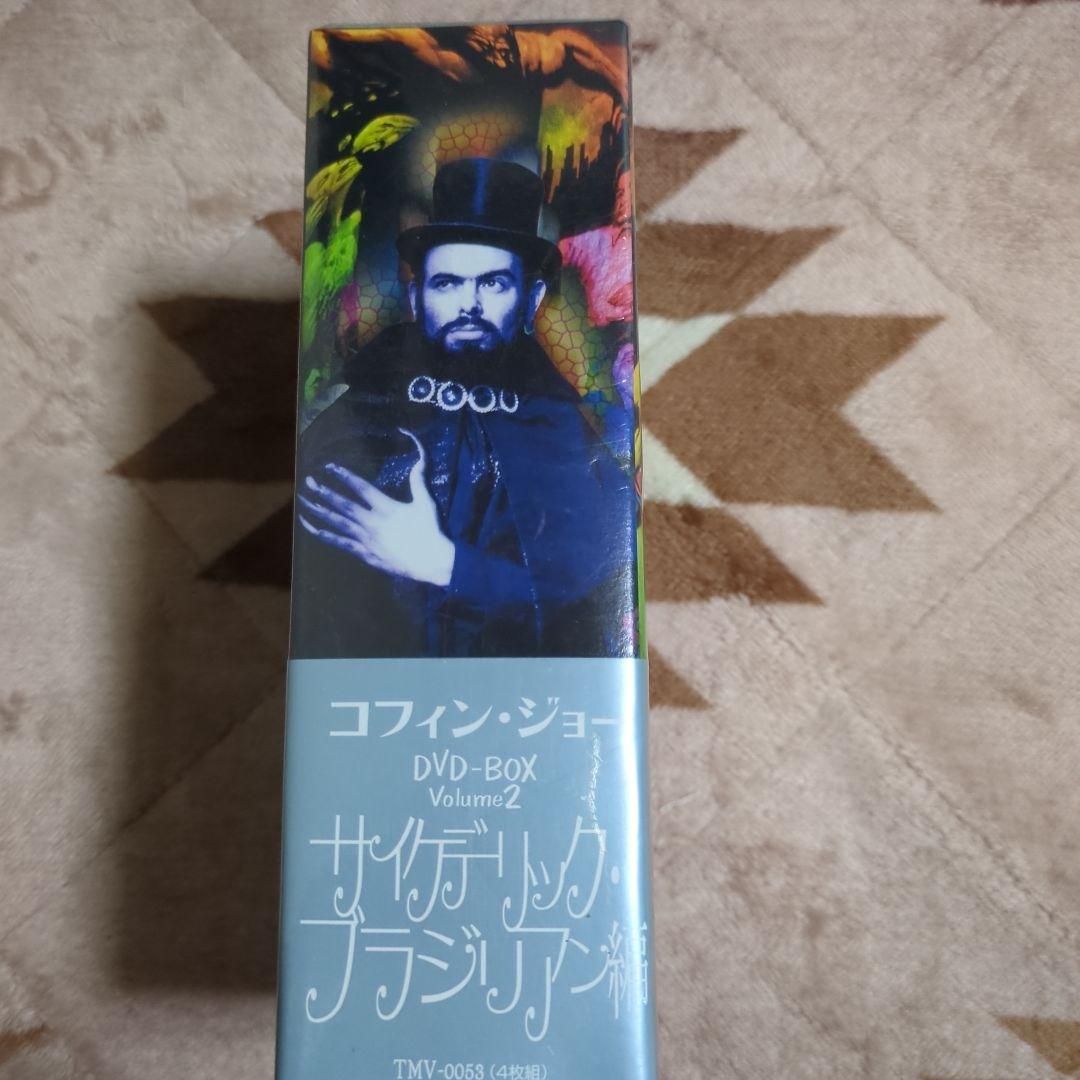 コフィン・ジョー
DVD-BOX
Volume2
サイケデリック・
ブラジリアン編
TMV-0053(4枚組)